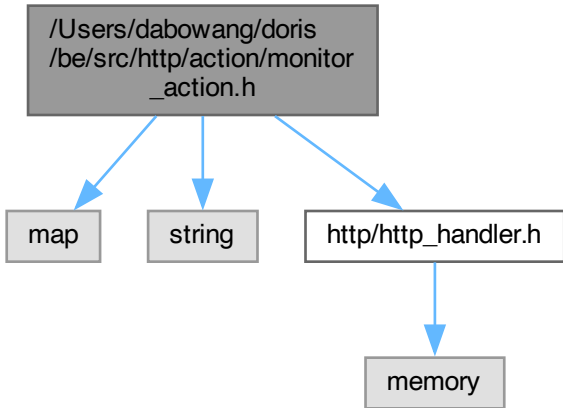 /Users/dabowang/doris
/be/src/http/action/monitor
_action.h
map
string
http/http_handler.h
memory